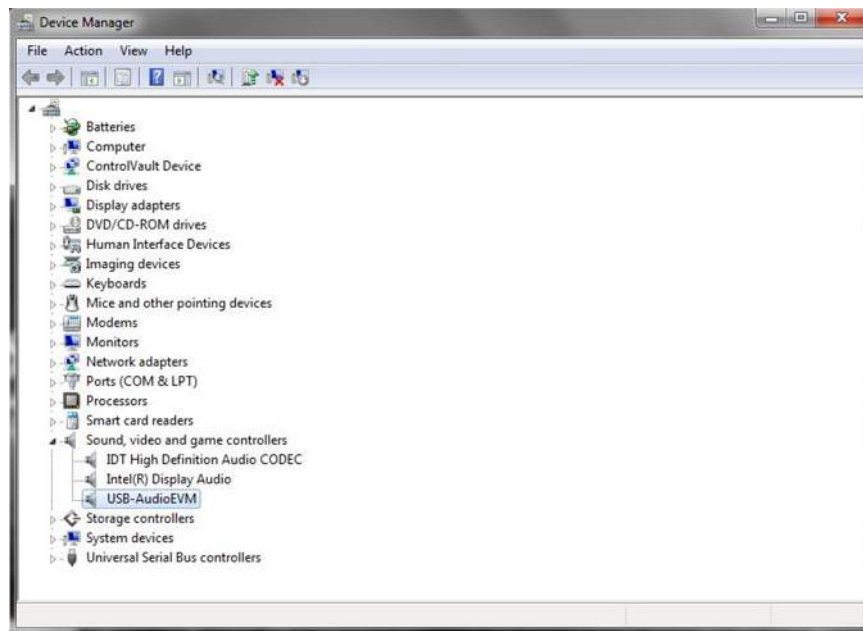 Device Manager
File Action View Help
Batteries
Computer
ControlVault Device
Disk drives
Display adapters
DVD/CD-ROM drives
Human Interface Devices
Imaging devices
Keyboards
Mice and other pointing devices
Modems
Monitors
Network adapters
Ports (COM & LPT)
Processors
Smart card readers
Sound, video and game controllers
IDT High Definition Audio CODEC
Intel(R) Display Audio
USB-AudioEVM
Storage controllers
System devices
Universal Serial Bus controllers